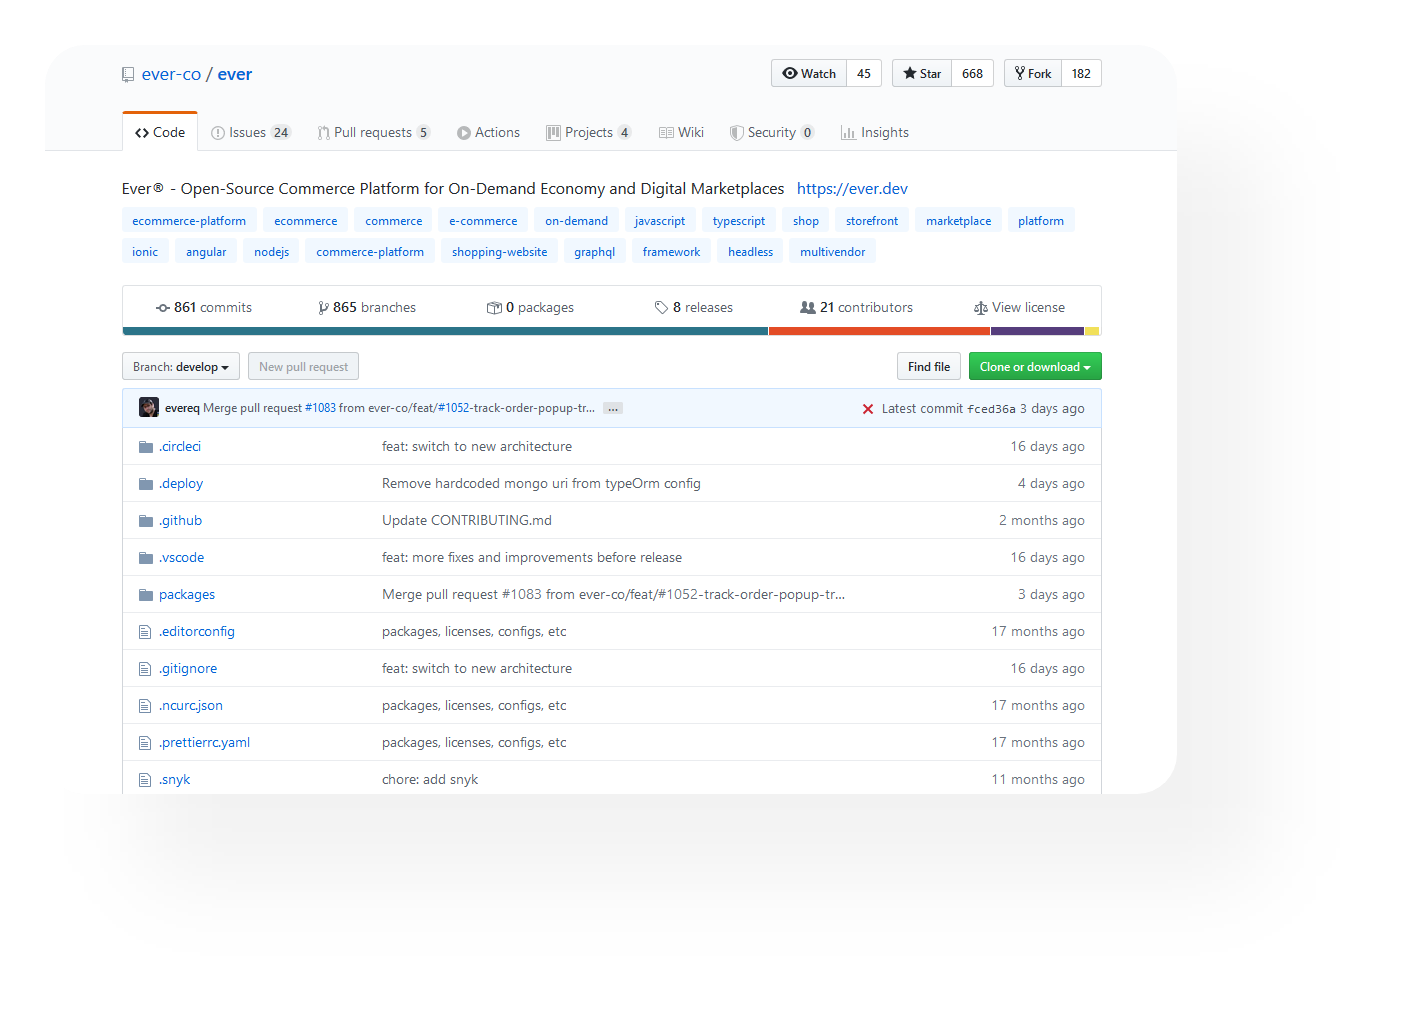 ever-co / ever Watch 45 Star 668 Fork 182
Code Issues 24 Pull requests 5 Actions Projects 4 Wiki Security 0 Insights
Ever® - Open-Source Commerce Platform for On-Demand Economy and Digital Marketplaces https://ever.dev
ecommerce-platform ecommerce commerce e-commerce on-demand javascript typescript shop storefront marketplace platform
ionic angular nodejs commerce-platform shopping-website graphql framework headless multivendor
861 commits 865 branches 0 packages 8 releases 21 contributors View license
Branch: develop New pull request Find file Clone or download
evereq Merge pull request #1083 from ever-co/feat/#1052-track-order-popup-tr... ... Latest commit fced36a 3 days ago
.circleci feat: switch to new architecture 16 days ago
.deploy Remove hardcoded mongo uri from typeOrm config 4 days ago
.github Update CONTRIBUTING.md 2 months ago
.vscode feat: more fixes and improvements before release 16 days ago
packages Merge pull request #1083 from ever-co/feat/#1052-track-order-popup-tr... 3 days ago
.editorconfig packages, licenses, configs, etc 17 months ago
.gitignore feat: switch to new architecture 16 days ago
.ncurc.json packages, licenses, configs, etc 17 months ago
.prettierrc.yaml packages, licenses, configs, etc 17 months ago
.snyk chore: add snyk 11 months ago